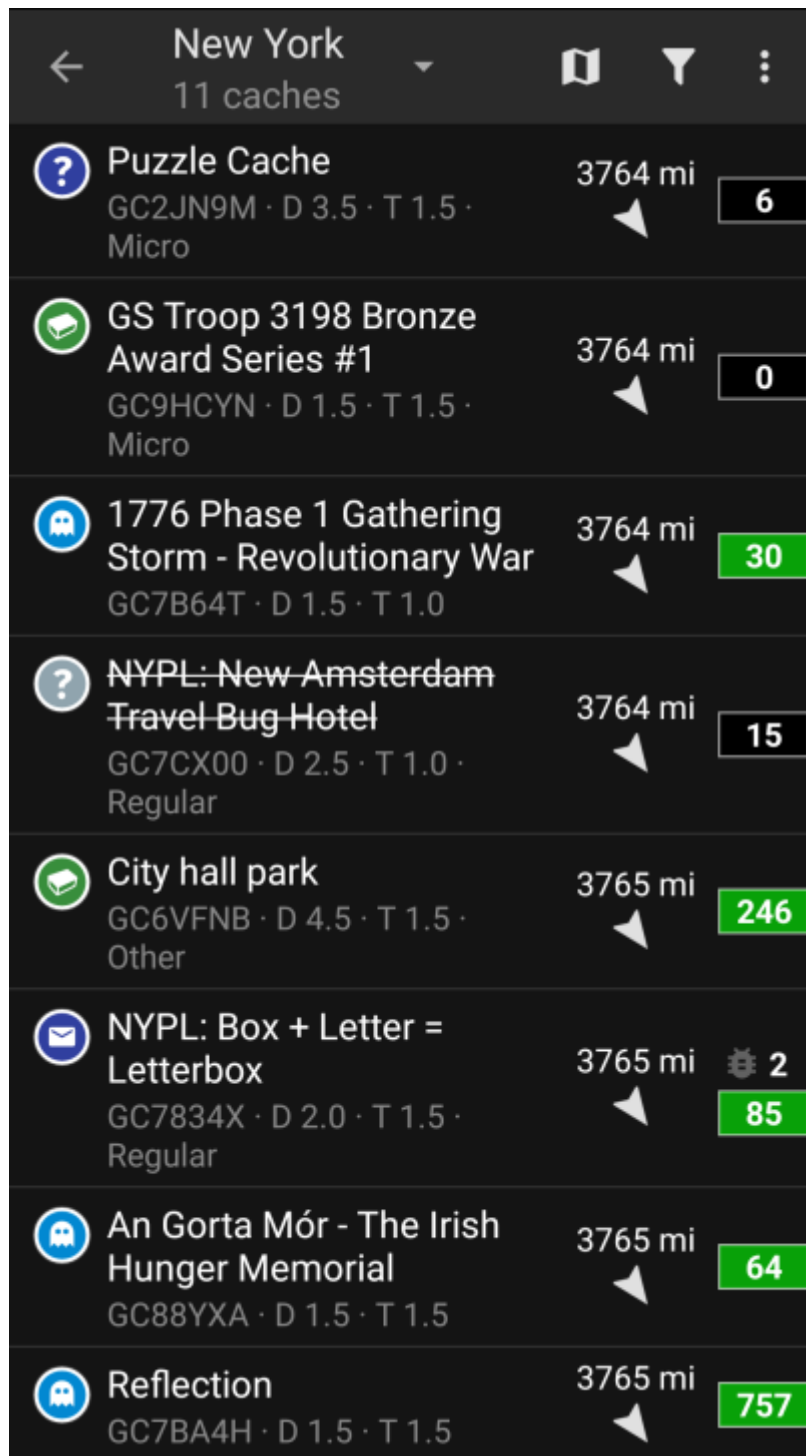 New York
11 caches
Puzzle Cache
GC2JN9M · D 3.5 · T 1.5 ·
Micro
3764 mi
6
GS Troop 3198 Bronze
Award Series #1
GC9HCYN · D 1.5 · T 1.5 ·
Micro
3764 mi
0
1776 Phase 1 Gathering
Storm - Revolutionary War
GC7B64T · D 1.5 · T 1.0
3764 mi
30
NYPL: New Amsterdam
Travel Bug Hotel
GC7CX00 · D 2.5 · T 1.0 ·
Regular
3764 mi
15
City hall park
GC6VFNB · D 4.5 · T 1.5 ·
Other
3765 mi
246
NYPL: Box + Letter =
Letterbox
GC7834X · D 2.0 · T 1.5 ·
Regular
3765 mi
2
85
An Gorta Mór - The Irish
Hunger Memorial
GC88YXA · D 1.5 · T 1.5
3765 mi
64
Reflection
GC7BA4H · D 1.5 · T 1.5
3765 mi
757